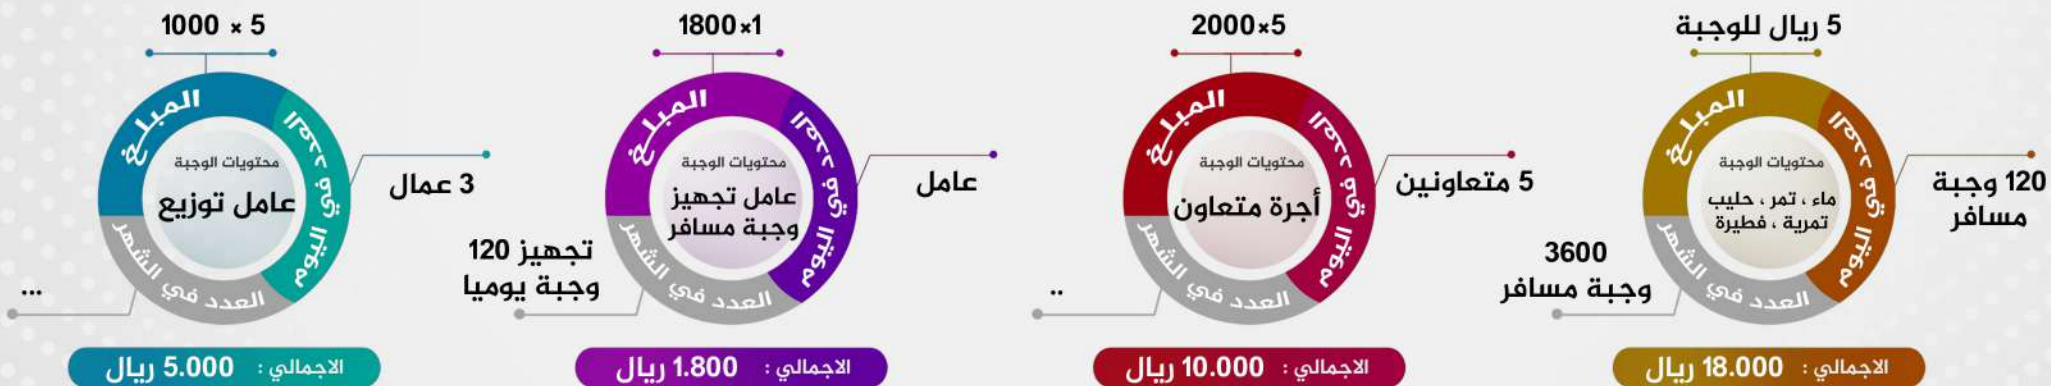 5 ريال للوجبة
المبلغ
العدد في اليوم
محتويات الوجبة
ماء ، تمر ، حليب
تمرية ، فطيرة
120 وجبة
مسافر
العدد في الشهر
3600
وجبة مسافر
الاجمالي : 18.000 ريال
2000×5
المبلغ
العدد في اليوم
محتويات الوجبة
أجرة متعاون
5 متعاونين
العدد في الشهر
..
الاجمالي : 10.000 ريال
1800×1
المبلغ
العدد في اليوم
محتويات الوجبة
عامل تجهيز
وجبة مسافر
عامل
العدد في الشهر
تجهيز 120
وجبة يوميا
الاجمالي : 1.800 ريال
1000 × 5
المبلغ
العدد في اليوم
محتويات الوجبة
عامل توزيع
3 عمال
العدد في الشهر
...
الاجمالي : 5.000 ريال